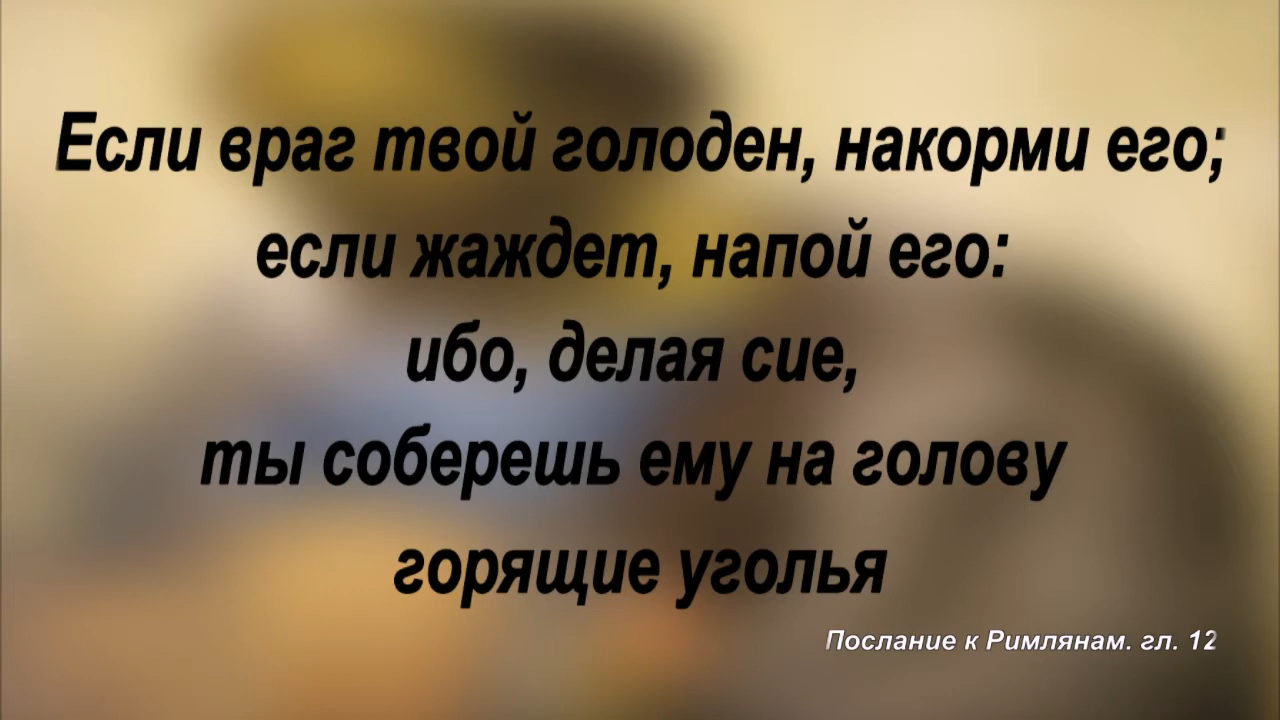 Если враг твой голоден, накорми его;
если жаждет, напой его:
ибо, делая сие,
ты соберешь ему на голову
горящие уголья
Послание к Римлянам. гл. 12